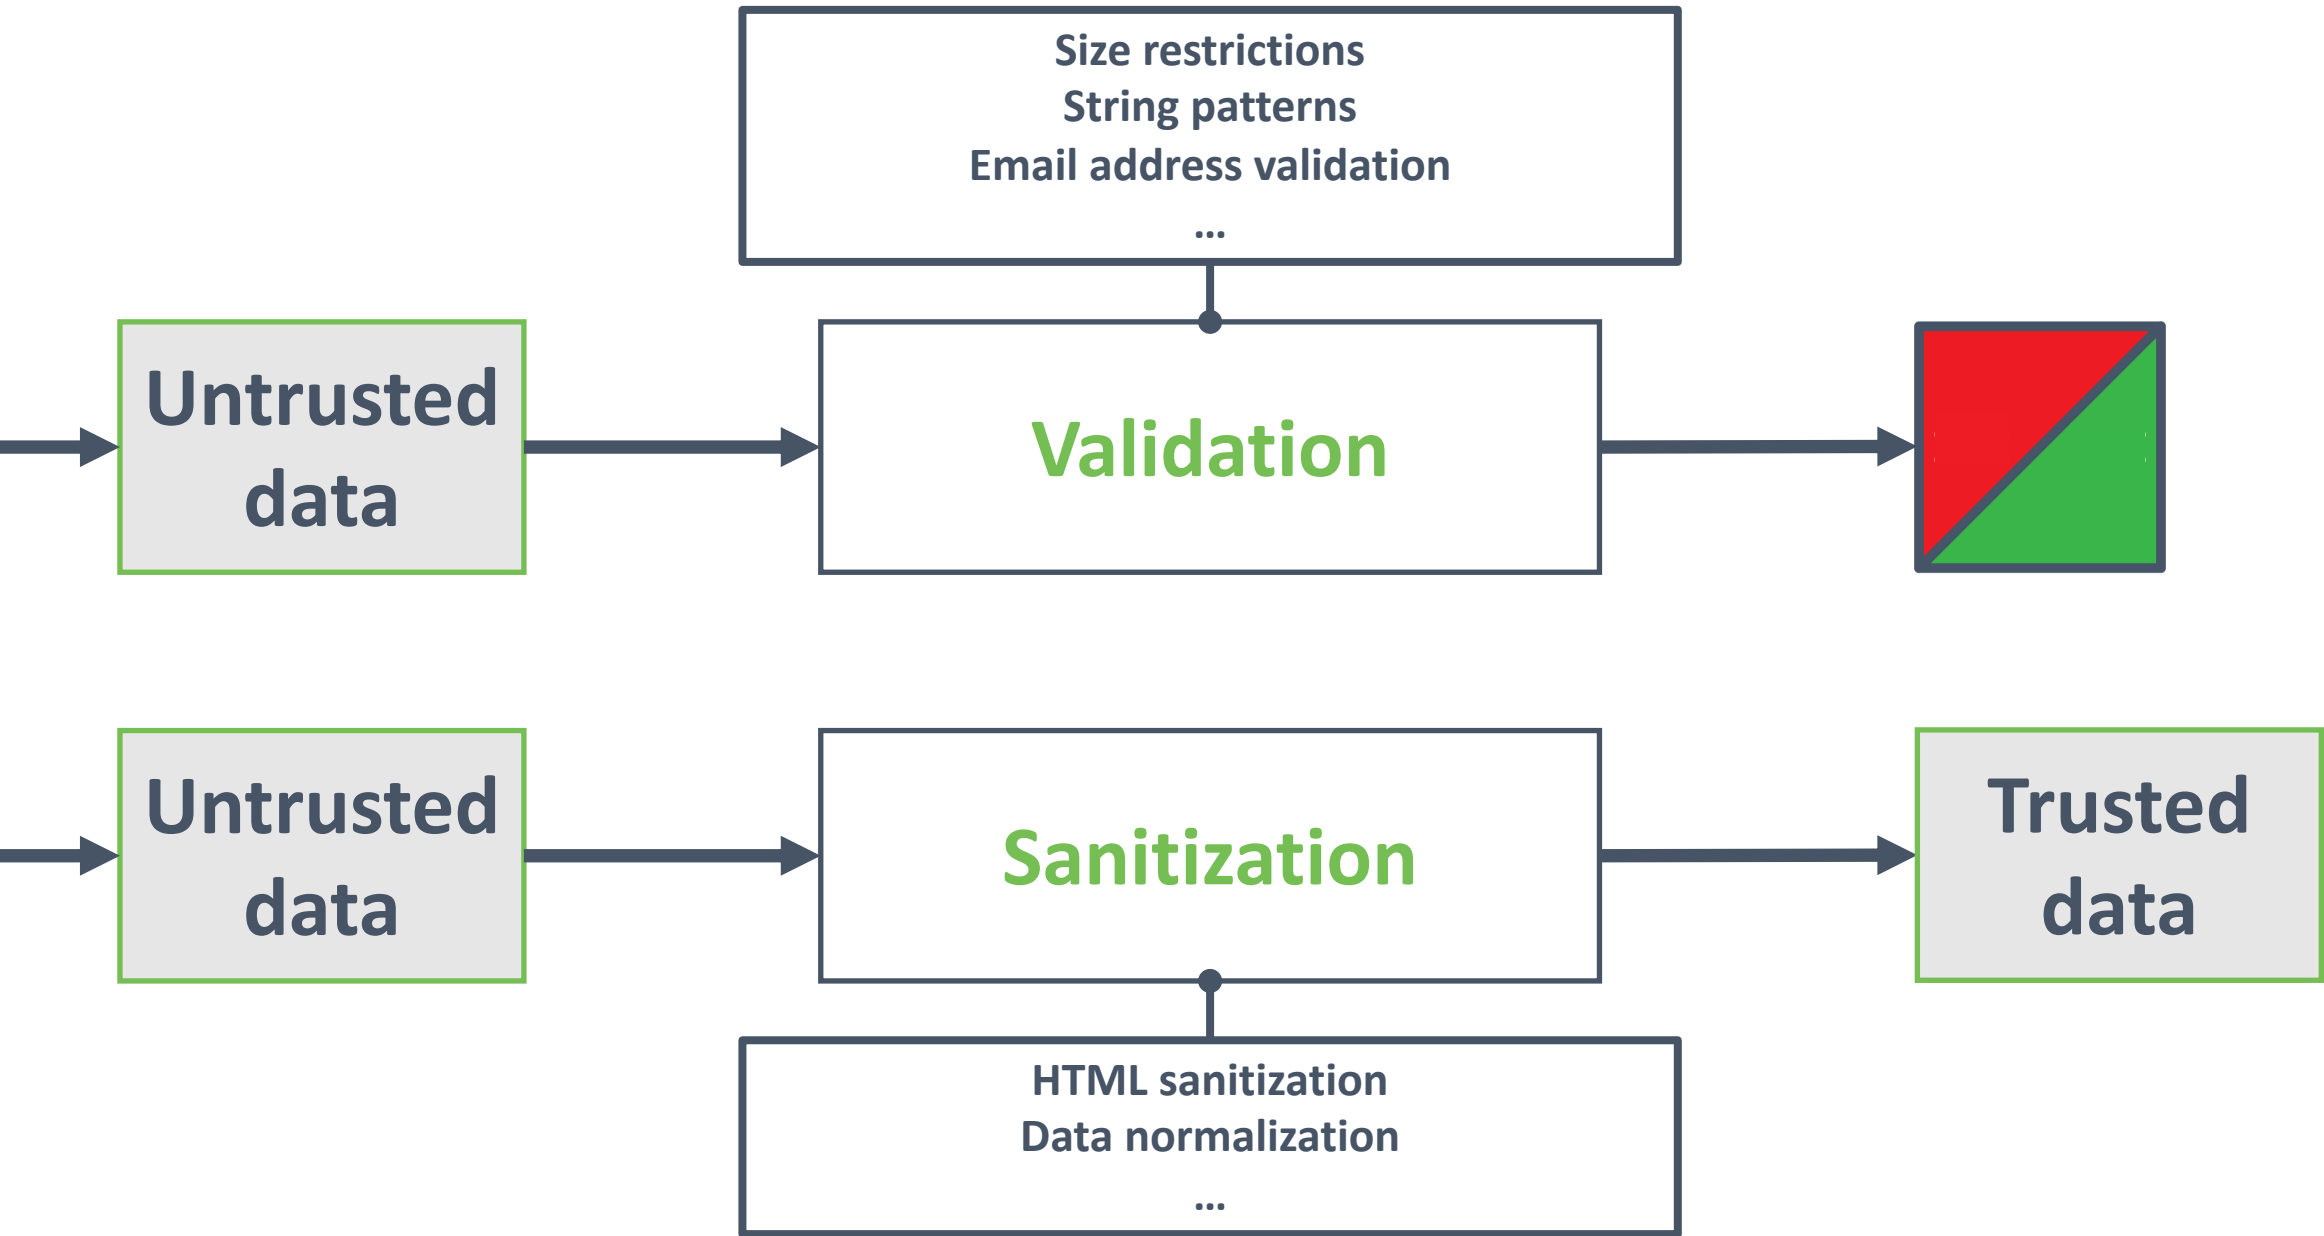 Size restrictions
String patterns
Email address validation
...
Untrusted
data
Validation
Untrusted
data
Sanitization
Trusted
data
HTML sanitization
Data normalization
...